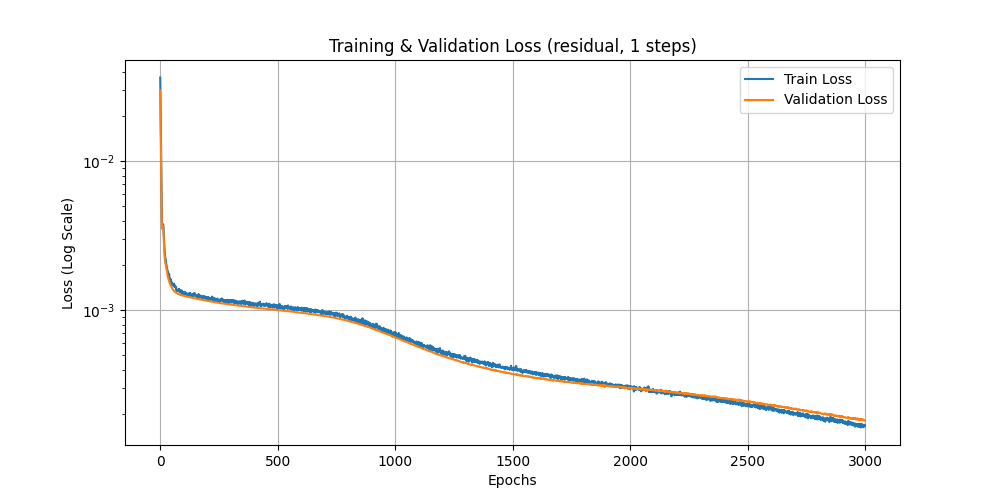 Training & Validation Loss (residual, 1 steps)
Train Loss
Validation Loss
Loss (Log Scale)
10⁻²
10⁻³
0 500 1000 1500 2000 2500 3000
Epochs